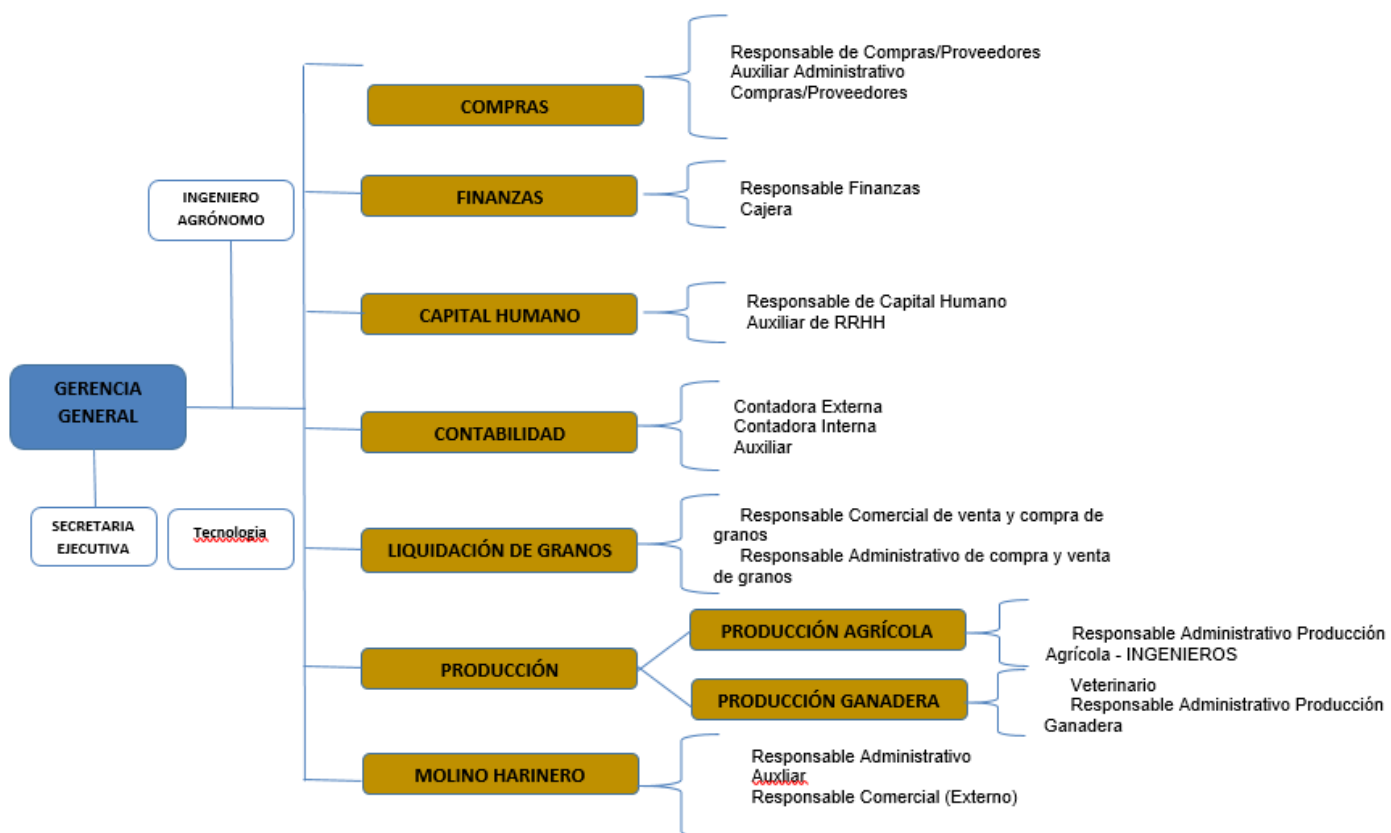 Responsable de Compras/Proveedores
Auxiliar Administrativo
Compras/Proveedores
COMPRAS
INGENIERO
AGRÓNOMO
FINANZAS
Responsable Finanzas
Cajera
CAPITAL HUMANO
Responsable de Capital Humano
Auxiliar de RRHH
GERENCIA
GENERAL
CONTABILIDAD
Contadora Externa
Contadora Interna
Auxiliar
SECRETARIA
EJECUTIVA
Tecnologia
LIQUIDACIÓN DE GRANOS
Responsable Comercial de venta y compra de
granos
Responsable Administrativo de compra y venta
de granos
PRODUCCIÓN
PRODUCCIÓN AGRÍCOLA
Responsable Administrativo Producción
Agrícola - INGENIEROS
PRODUCCIÓN GANADERA
Veterinario
Responsable Administrativo Producción
Ganadera
MOLINO HARINERO
Responsable Administrativo
Auxliar
Responsable Comercial (Externo)